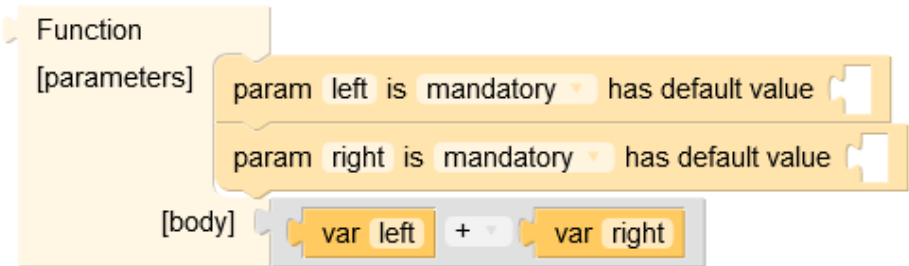 Function
[parameters]
param left is mandatory has default value
param right is mandatory has default value
[body]
var left + var right